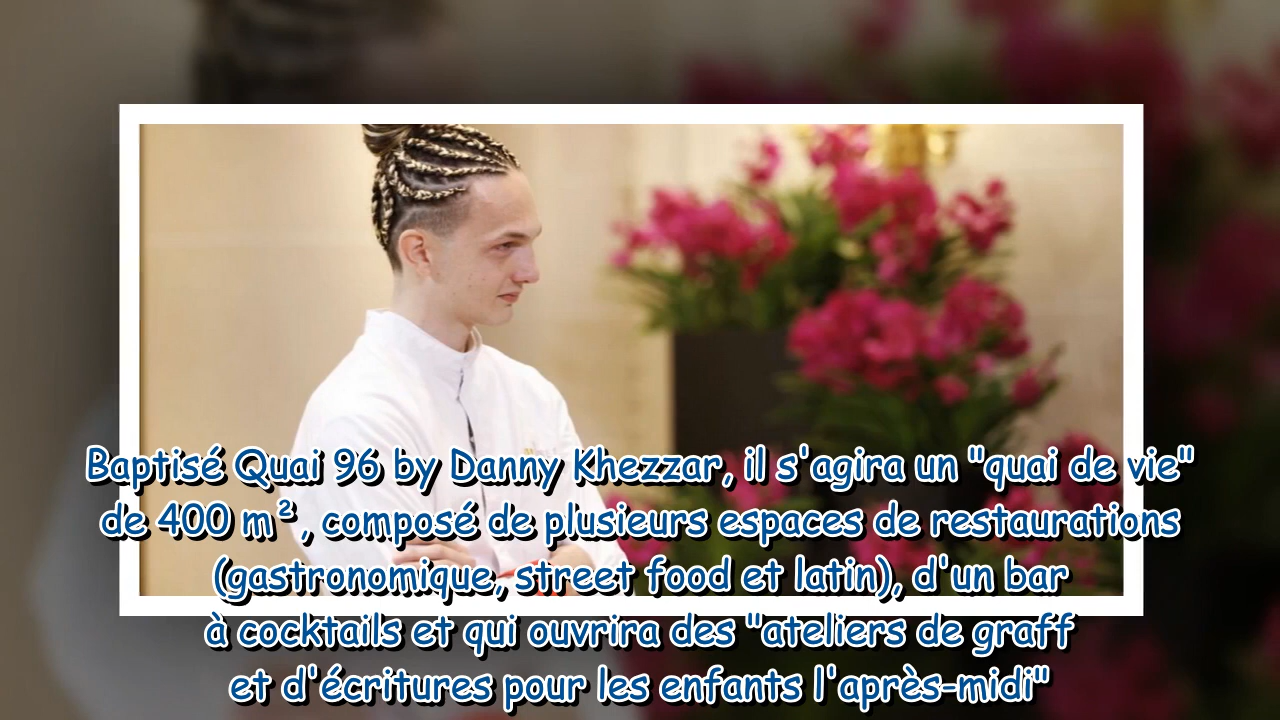 Baptisé Quai 96 by Danny Khezzar, il s'agira un "quai de vie"
de 400 m², composé de plusieurs espaces de restaurations
(gastronomique, street food et latin), d'un bar
à cocktails et qui ouvrira des "ateliers de graff
et d'écritures pour les enfants l'après-midi"